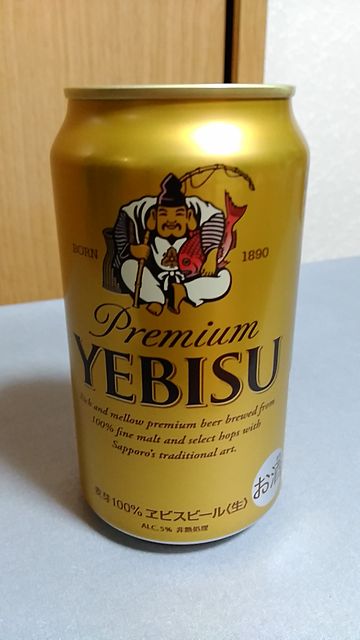 BORN 1890
Premium
YEBISU
Rich and mellow premium beer brewed from
100% fine malt and select hops with
Sapporo's traditional art.
お酒
麦芽100% ヱビスビール〈生〉
ALC.5% 非熱処理